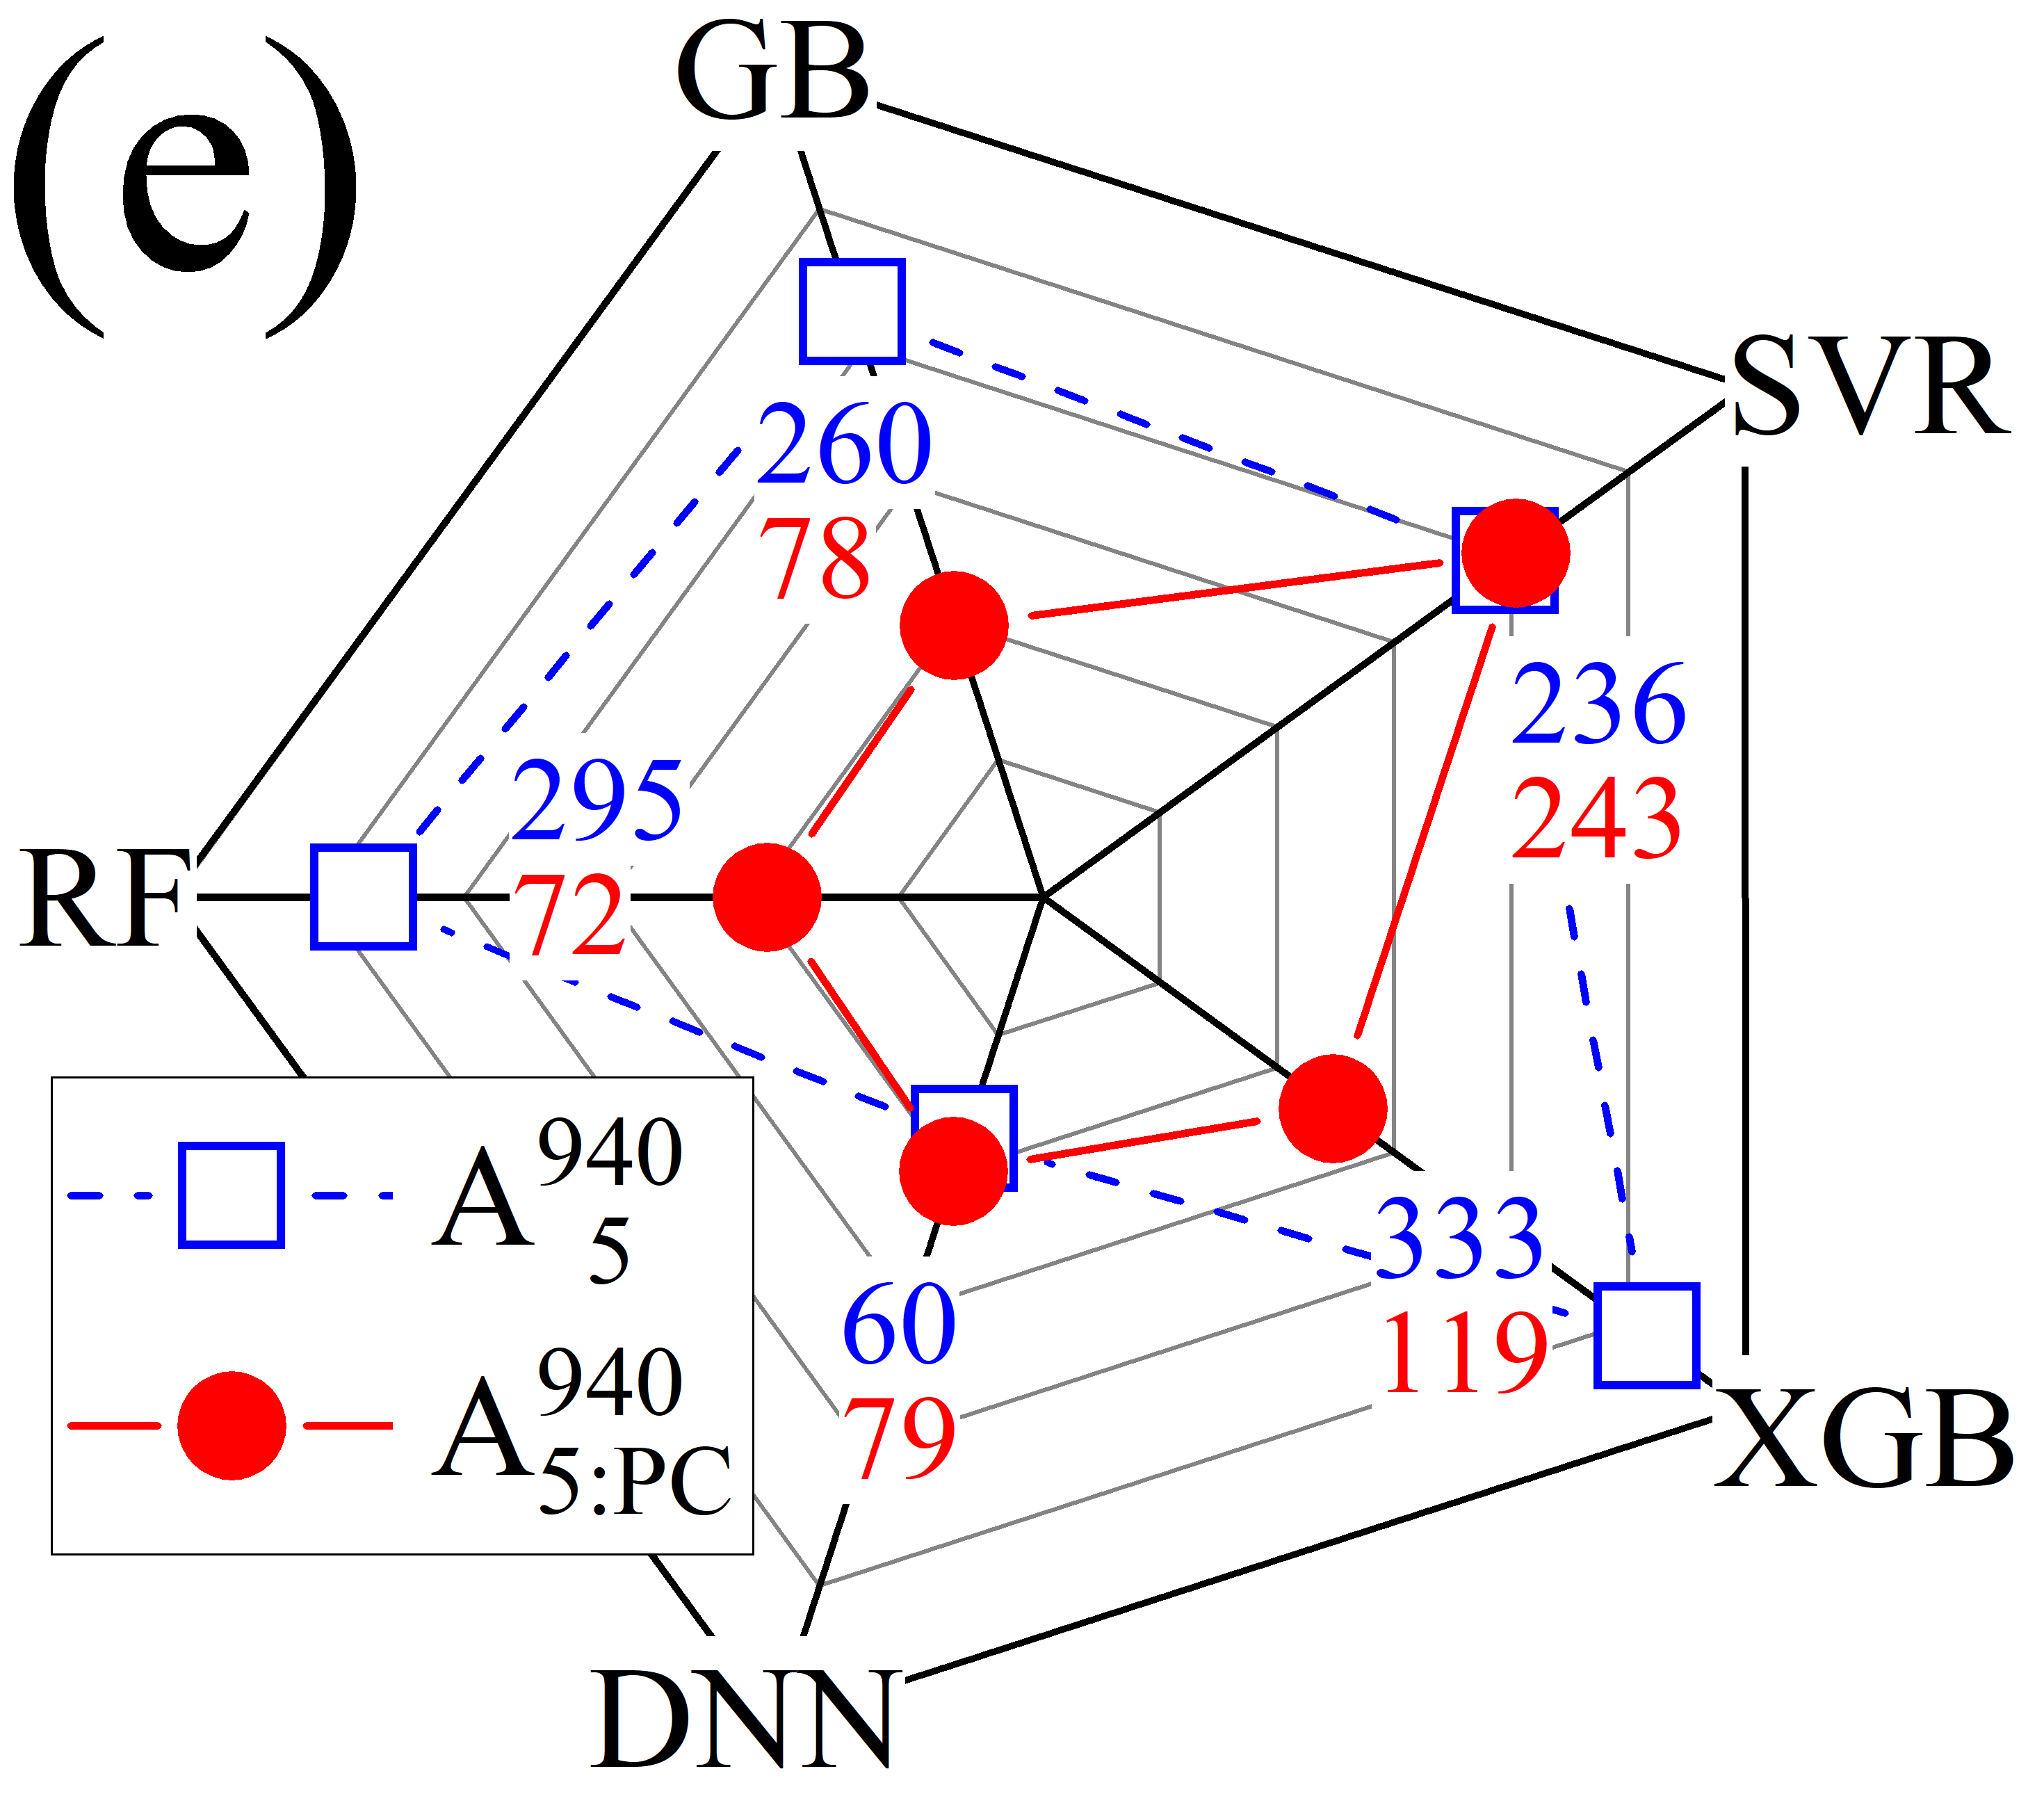 (e)
GB
SVR
260
78
236
243
295
72
RF
333
119
60
79
XGB
DNN
A 940 5
A 940 5:PC